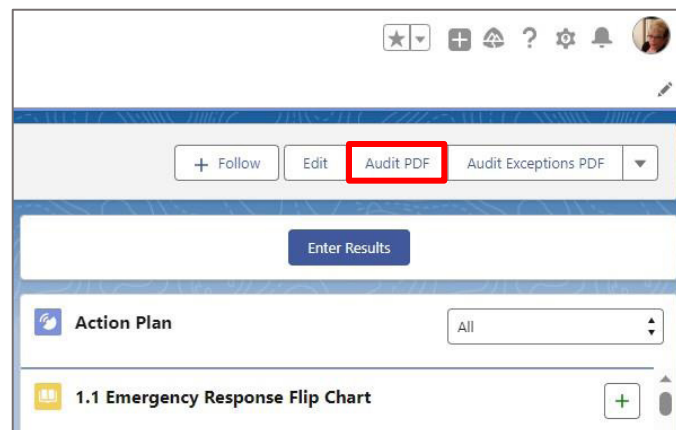 + Follow Edit Audit PDF Audit Exceptions PDF
Enter Results
Action Plan All
1.1 Emergency Response Flip Chart +